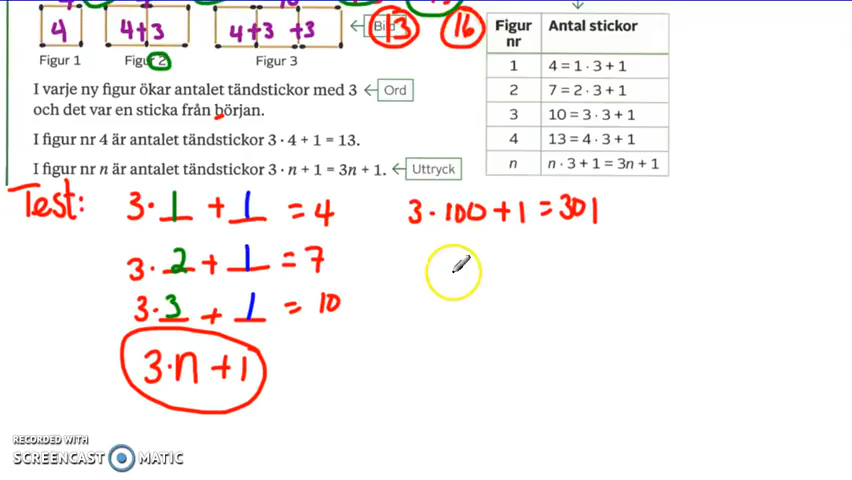 4 4+3 4+3 +3 Bild 13 16
Figur 1 Figur 2 Figur 3
I varje ny figur ökar antalet tändstickor med 3 ← Ord
och det var en sticka från början.
I figur nr 4 är antalet tändstickor 3 · 4 + 1 = 13.
I figur nr n är antalet tändstickor 3 · n + 1 = 3n + 1. ← Uttryck
Figur nr Antal stickor
1 4 = 1 · 3 + 1
2 7 = 2 · 3 + 1
3 10 = 3 · 3 + 1
4 13 = 4 · 3 + 1
n n · 3 + 1 = 3n + 1
Test: 3 · 1 + 1 = 4
3 · 2 + 1 = 7
3 · 3 + 1 = 10
3 · n + 1
3 · 100 + 1 = 301
RECORDED WITH
SCREENCAST MATIC